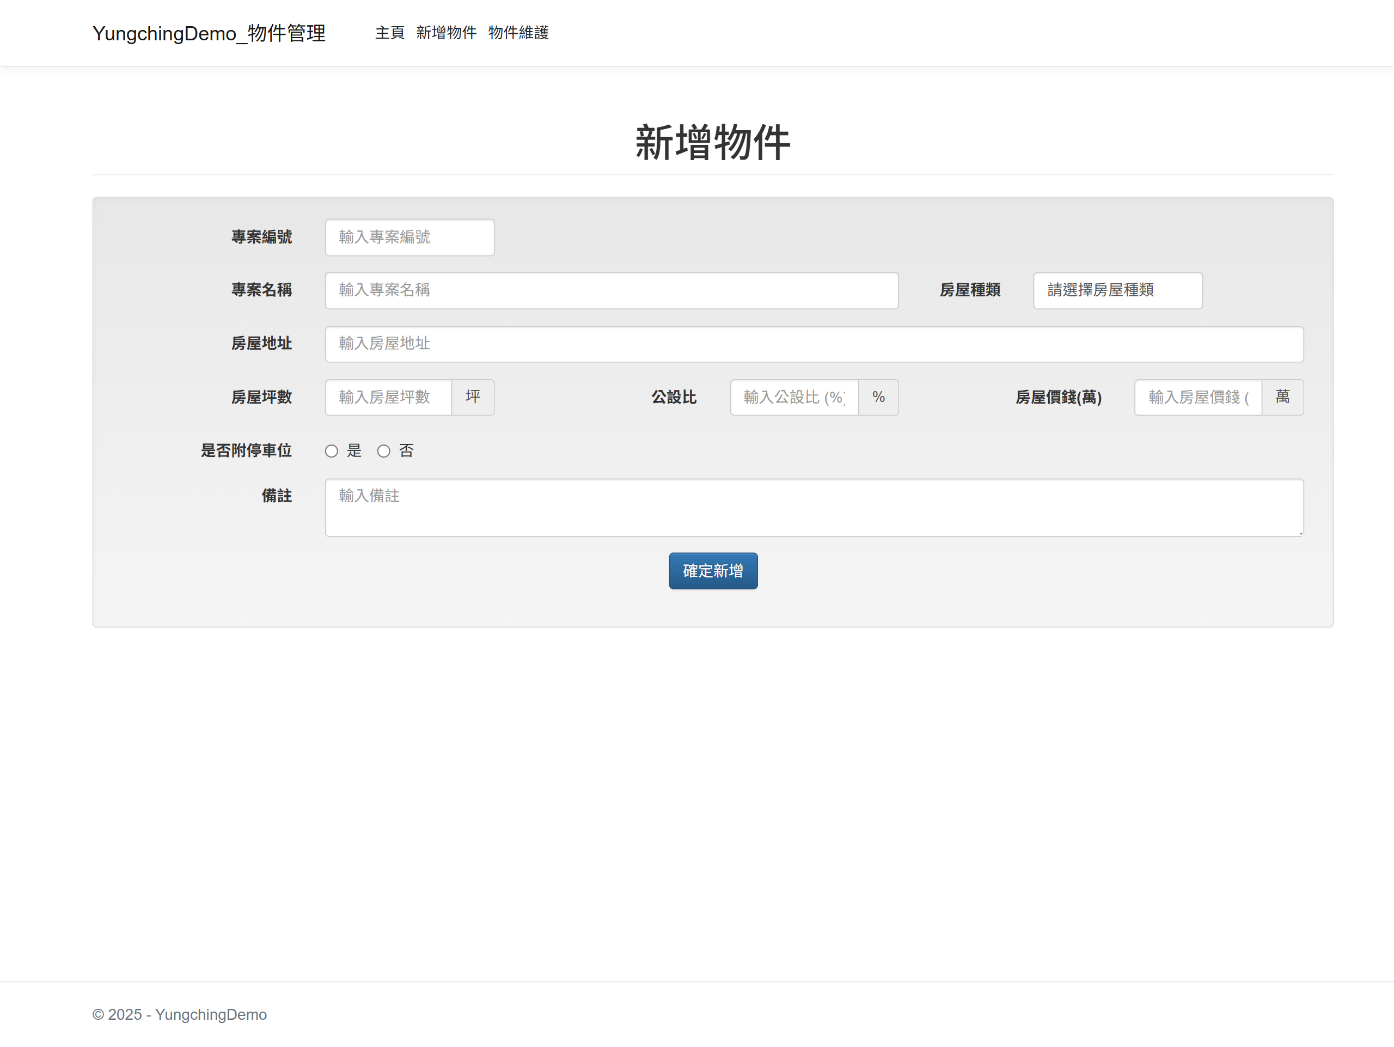 YungchingDemo_物件管理 主頁 新增物件 物件維護
新增物件
專案編號 輸入專案編號
專案名稱 輸入專案名稱 房屋種類 請選擇房屋種類
房屋地址 輸入房屋地址
房屋坪數 輸入房屋坪數 坪 公設比 輸入公設比 (%) % 房屋價錢(萬) 輸入房屋價錢 ( 萬
是否附停車位 是 否
備註 輸入備註
確定新增
© 2025 - YungchingDemo